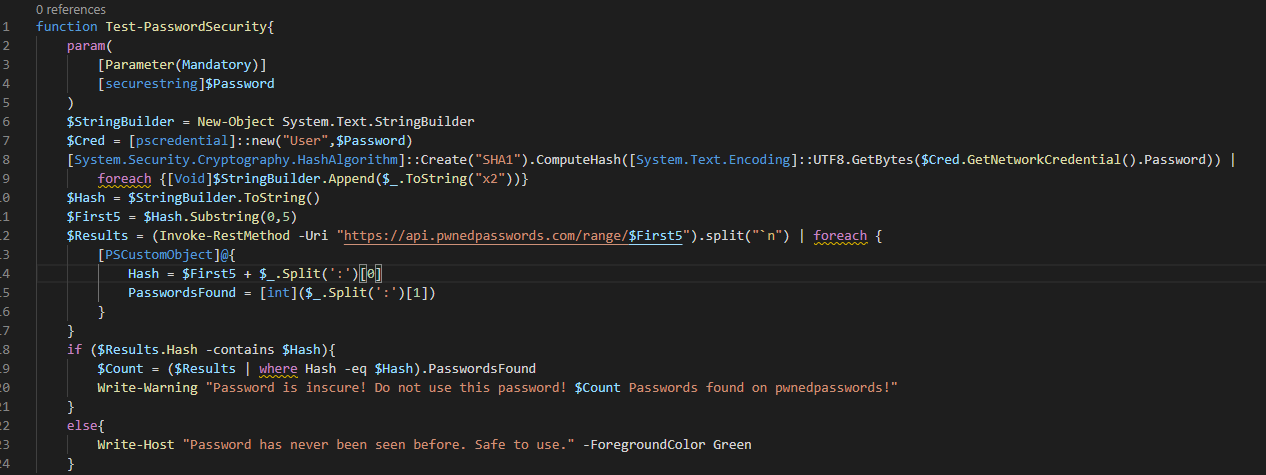 0 references
1 function Test-PasswordSecurity{
2 param(
3 [Parameter(Mandatory)]
4 [securestring]$Password
5 )
6 $StringBuilder = New-Object System.Text.StringBuilder
7 $Cred = [pscredential]::new("User",$Password)
8 [System.Security.Cryptography.HashAlgorithm]::Create("SHA1").ComputeHash([System.Text.Encoding]::UTF8.GetBytes($Cred.GetNetworkCredential().Password)) |
9 foreach {[Void]$StringBuilder.Append($_.ToString("x2"))}
10 $Hash = $StringBuilder.ToString()
11 $First5 = $Hash.Substring(0,5)
12 $Results = (Invoke-RestMethod -Uri "https://api.pwnedpasswords.com/range/$First5").split("`n") | foreach {
13 [PSCustomObject]@{
14 Hash = $First5 + $_.Split(':')[0]
15 PasswordsFound = [int]($_.Split(':')[1])
16 }
17 }
18 if ($Results.Hash -contains $Hash){
19 $Count = ($Results | where Hash -eq $Hash).PasswordsFound
20 Write-Warning "Password is inscure! Do not use this password! $Count Passwords found on pwnedpasswords!"
21 }
22 else{
23 Write-Host "Password has never been seen before. Safe to use." -ForegroundColor Green
24 }